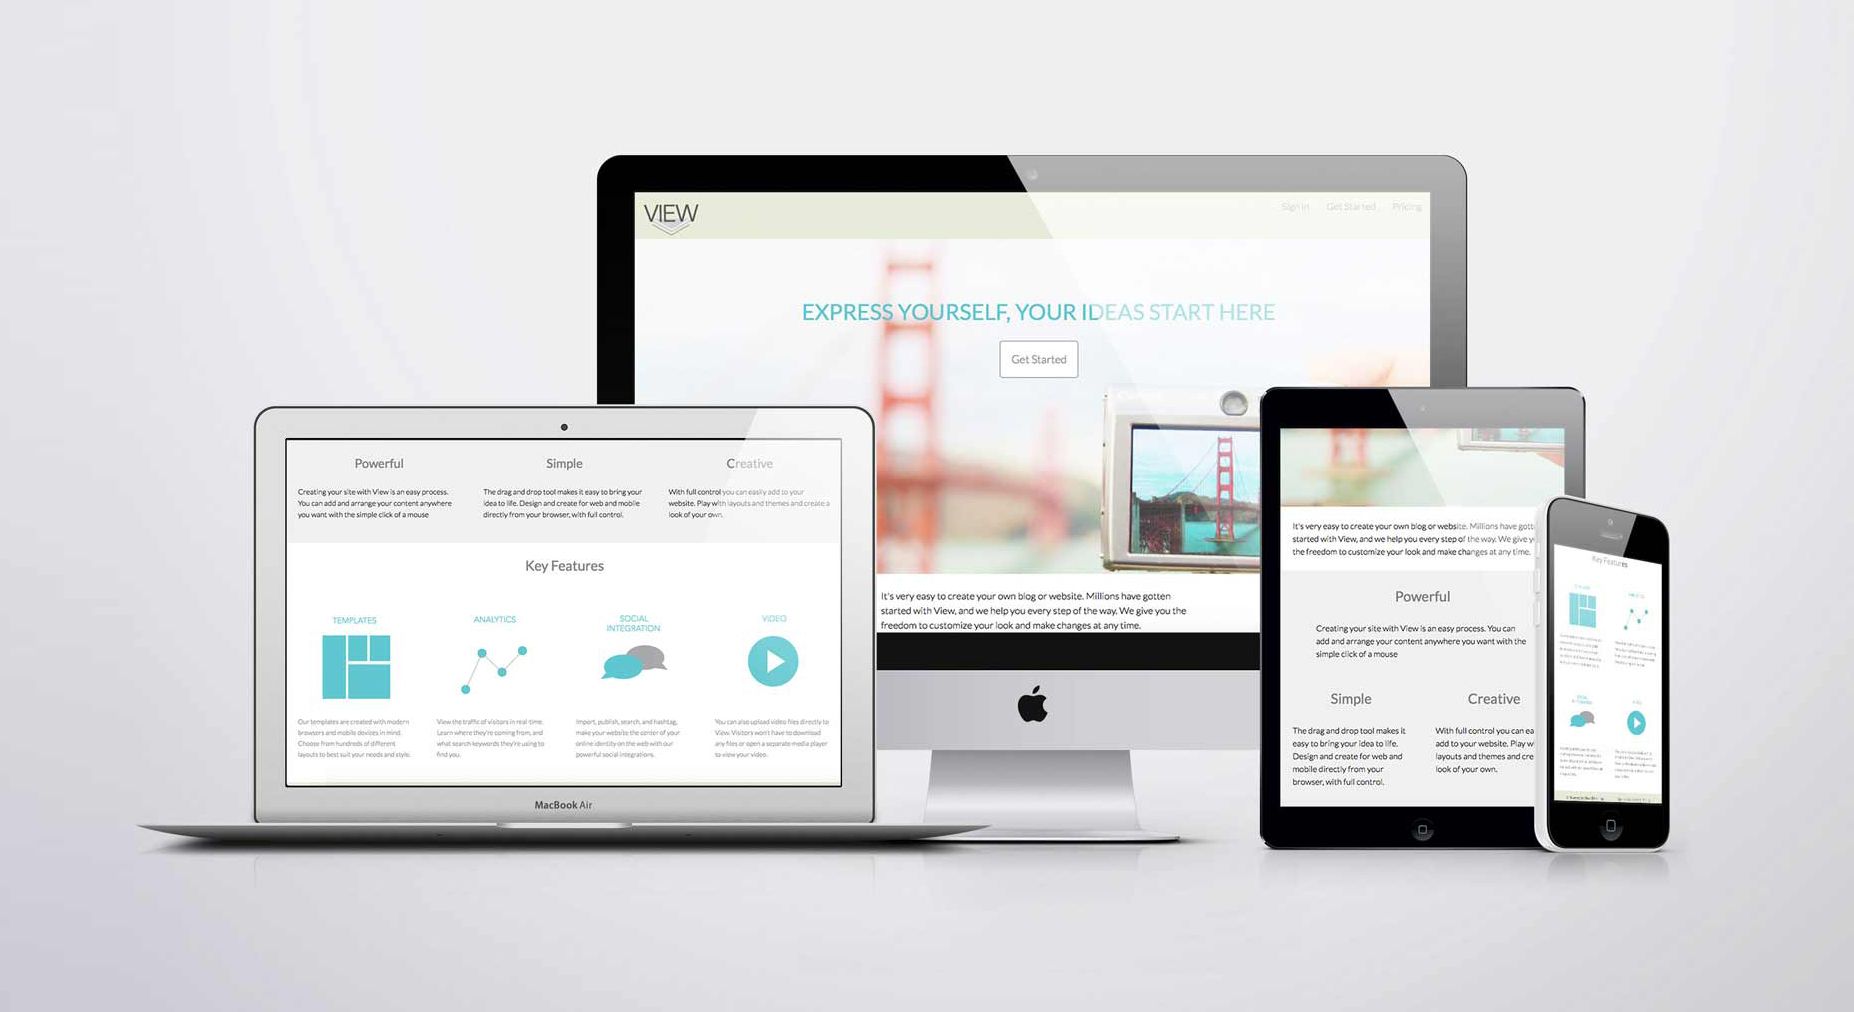 VIEW
Sign In Get Started Pricing
EXPRESS YOURSELF, YOUR IDEAS START HERE
Get Started
It's very easy to create your own blog or website. Millions have gotten
started with View, and we help you every step of the way. We give you the
freedom to customize your look and make changes at any time.
Powerful
Creating your site with View is an easy process.
You can add and arrange your content anywhere
you want with the simple click of a mouse
Simple
The drag and drop tool makes it easy to bring your
idea to life. Design and create for web and mobile
directly from your browser, with full control.
Creative
With full control you can easily add to your
website. Play with layouts and themes and create a
look of your own.
Key Features
TEMPLATES
Our templates are created with modern
browsers and mobile devices in mind.
Choose from hundreds of different
layouts to best suit your needs and style.
ANALYTICS
View the traffic of visitors in real time.
Learn where they're coming from, and
what search keywords they're using to
find you.
SOCIAL
INTEGRATION
Import, publish, search, and hashtag,
make your website the center of your
online identity on the web with our
powerful social integrations.
VIDEO
You can also upload video files directly to
View. Visitors won't have to download
any files or open a separate media player
to view your video.
MacBook Air
It's very easy to create your own blog or website. Millions have gott
started with View, and we help you every step of the way. We give y
the freedom to customize your look and make changes at any time.
Powerful
Creating your site with View is an easy process. You can
add and arrange your content anywhere you want with the
simple click of a mouse
Simple
The drag and drop tool makes it
easy to bring your idea to life.
Design and create for web and
mobile directly from your
browser, with full control.
Creative
With full control you can ea
add to your website. Play w
layouts and themes and cre
look of your own.
Key Features